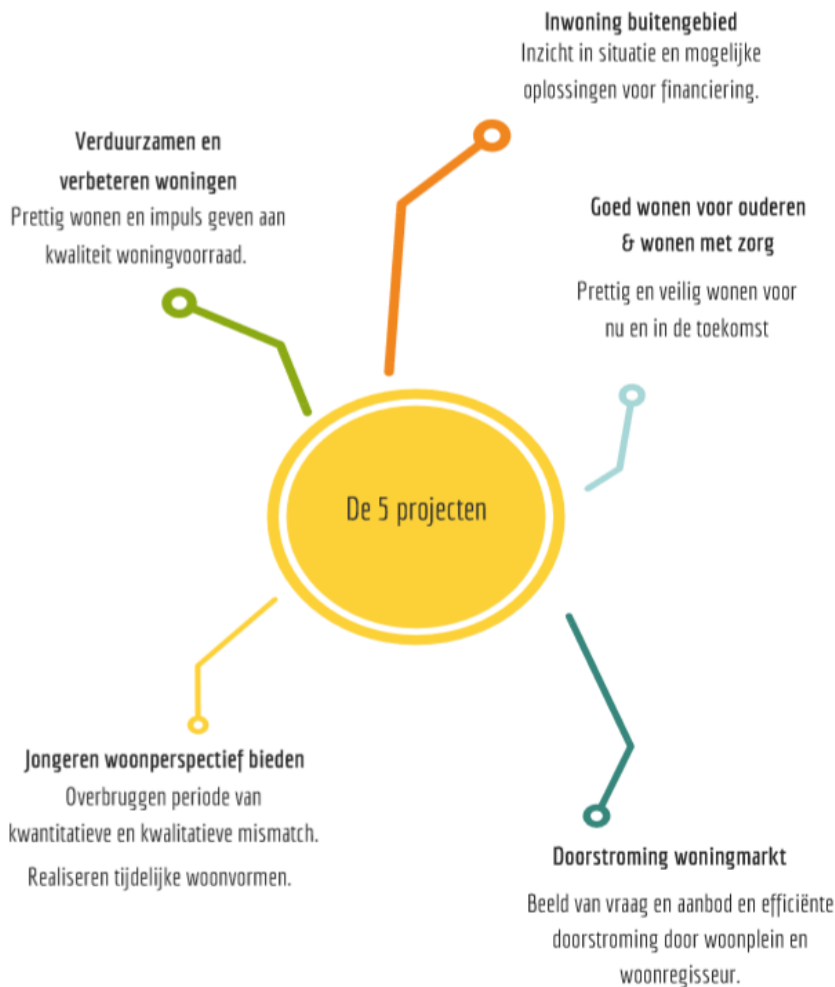 Inwoning buitengebied
Inzicht in situatie en mogelijke
oplossingen voor financiering.
Verduurzamen en
verbeteren woningen
Prettig wonen en impuls geven aan
kwaliteit woningvoorraad.
Goed wonen voor ouderen
& wonen met zorg
Prettig en veilig wonen voor
nu en in de toekomst
De 5 projecten
Jongeren woonperspectief bieden
Overbruggen periode van
kwantitatieve en kwalitatieve mismatch.
Realiseren tijdelijke woonvormen.
Doorstroming woningmarkt
Beeld van vraag en aanbod en efficiënte
doorstroming door woonplein en
woonregisseur.